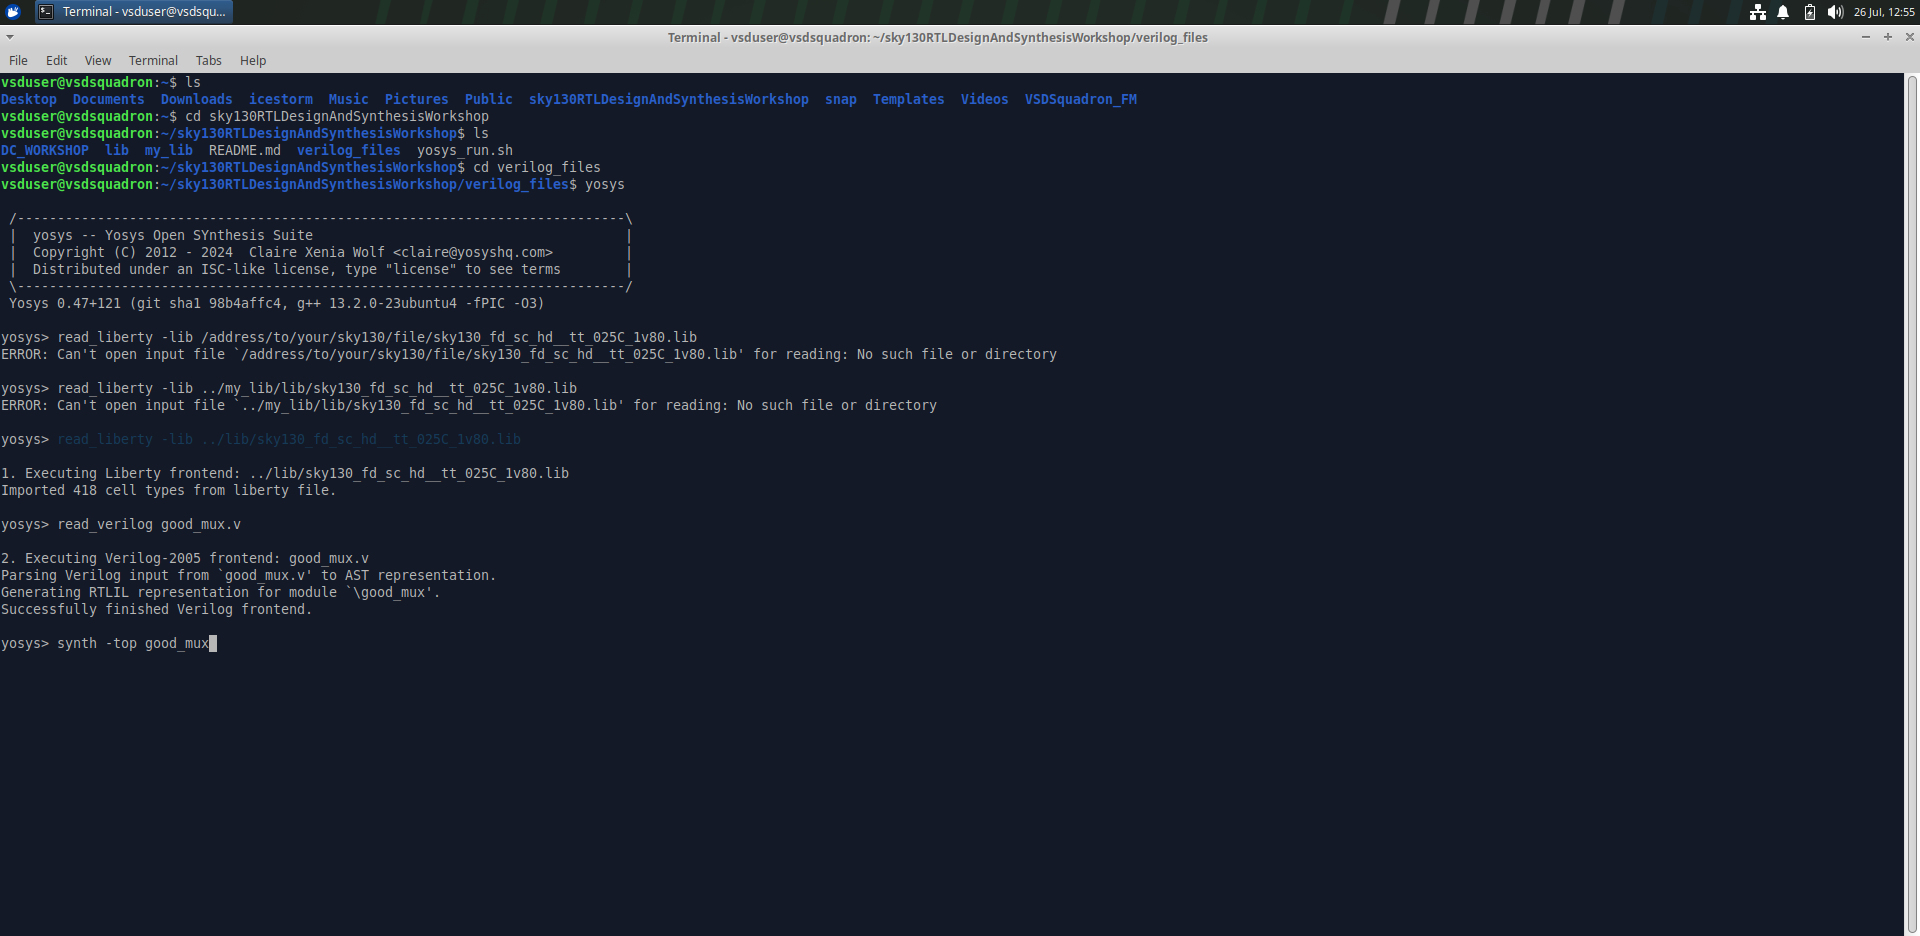 Terminal - vsduser@vsdsqu...
26 Jul, 12:55
Terminal - vsduser@vsdsquadron: ~/sky130RTLDesignAndSynthesisWorkshop/verilog_files
File Edit View Terminal Tabs Help
vsduser@vsdsquadron:~$ ls
Desktop Documents Downloads icestorm Music Pictures Public sky130RTLDesignAndSynthesisWorkshop snap Templates Videos VSDSquadron_FM
vsduser@vsdsquadron:~$ cd sky130RTLDesignAndSynthesisWorkshop
vsduser@vsdsquadron:~/sky130RTLDesignAndSynthesisWorkshop$ ls
DC_WORKSHOP lib my_lib README.md verilog_files yosys_run.sh
vsduser@vsdsquadron:~/sky130RTLDesignAndSynthesisWorkshop$ cd verilog_files
vsduser@vsdsquadron:~/sky130RTLDesignAndSynthesisWorkshop/verilog_files$ yosys
/----------------------------------------------------------------------------\
| yosys -- Yosys Open SYnthesis Suite |
| Copyright (C) 2012 - 2024 Claire Xenia Wolf <claire@yosyshq.com> |
| Distributed under an ISC-like license, type "license" to see terms |
\----------------------------------------------------------------------------/
Yosys 0.47+121 (git sha1 98b4affc4, g++ 13.2.0-23ubuntu4 -fPIC -O3)
yosys> read_liberty -lib /address/to/your/sky130/file/sky130_fd_sc_hd__tt_025C_1v80.lib
ERROR: Can't open input file `/address/to/your/sky130/file/sky130_fd_sc_hd__tt_025C_1v80.lib' for reading: No such file or directory
yosys> read_liberty -lib ../my_lib/lib/sky130_fd_sc_hd__tt_025C_1v80.lib
ERROR: Can't open input file `../my_lib/lib/sky130_fd_sc_hd__tt_025C_1v80.lib' for reading: No such file or directory
yosys> read_liberty -lib ../lib/sky130_fd_sc_hd__tt_025C_1v80.lib
1. Executing Liberty frontend: ../lib/sky130_fd_sc_hd__tt_025C_1v80.lib
Imported 418 cell types from liberty file.
yosys> read_verilog good_mux.v
2. Executing Verilog-2005 frontend: good_mux.v
Parsing Verilog input from `good_mux.v' to AST representation.
Generating RTLIL representation for module `\good_mux'.
Successfully finished Verilog frontend.
yosys> synth -top good_mux